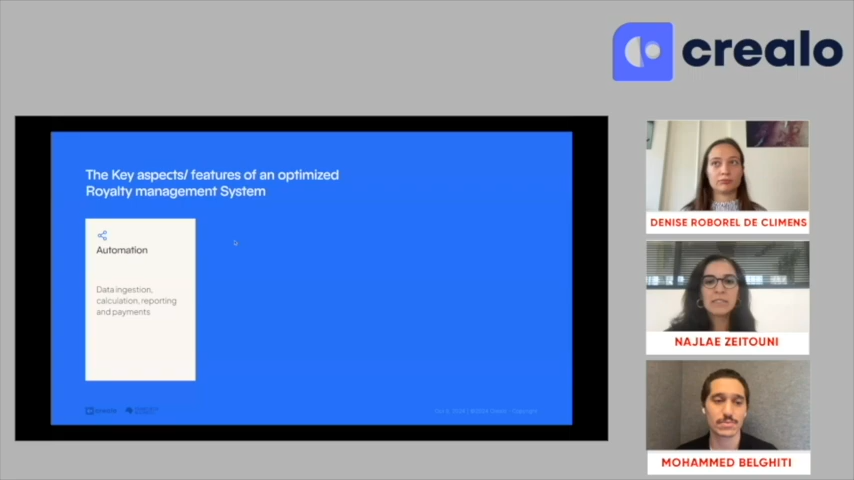 crealo
The Key aspects/ features of an optimized
Royalty management System
Automation
Data ingestion,
calculation, reporting
and payments
crealo
DENISE ROBOREL DE CLIMENS
NAJLAE ZEITOUNI
MOHAMMED BELGHITI